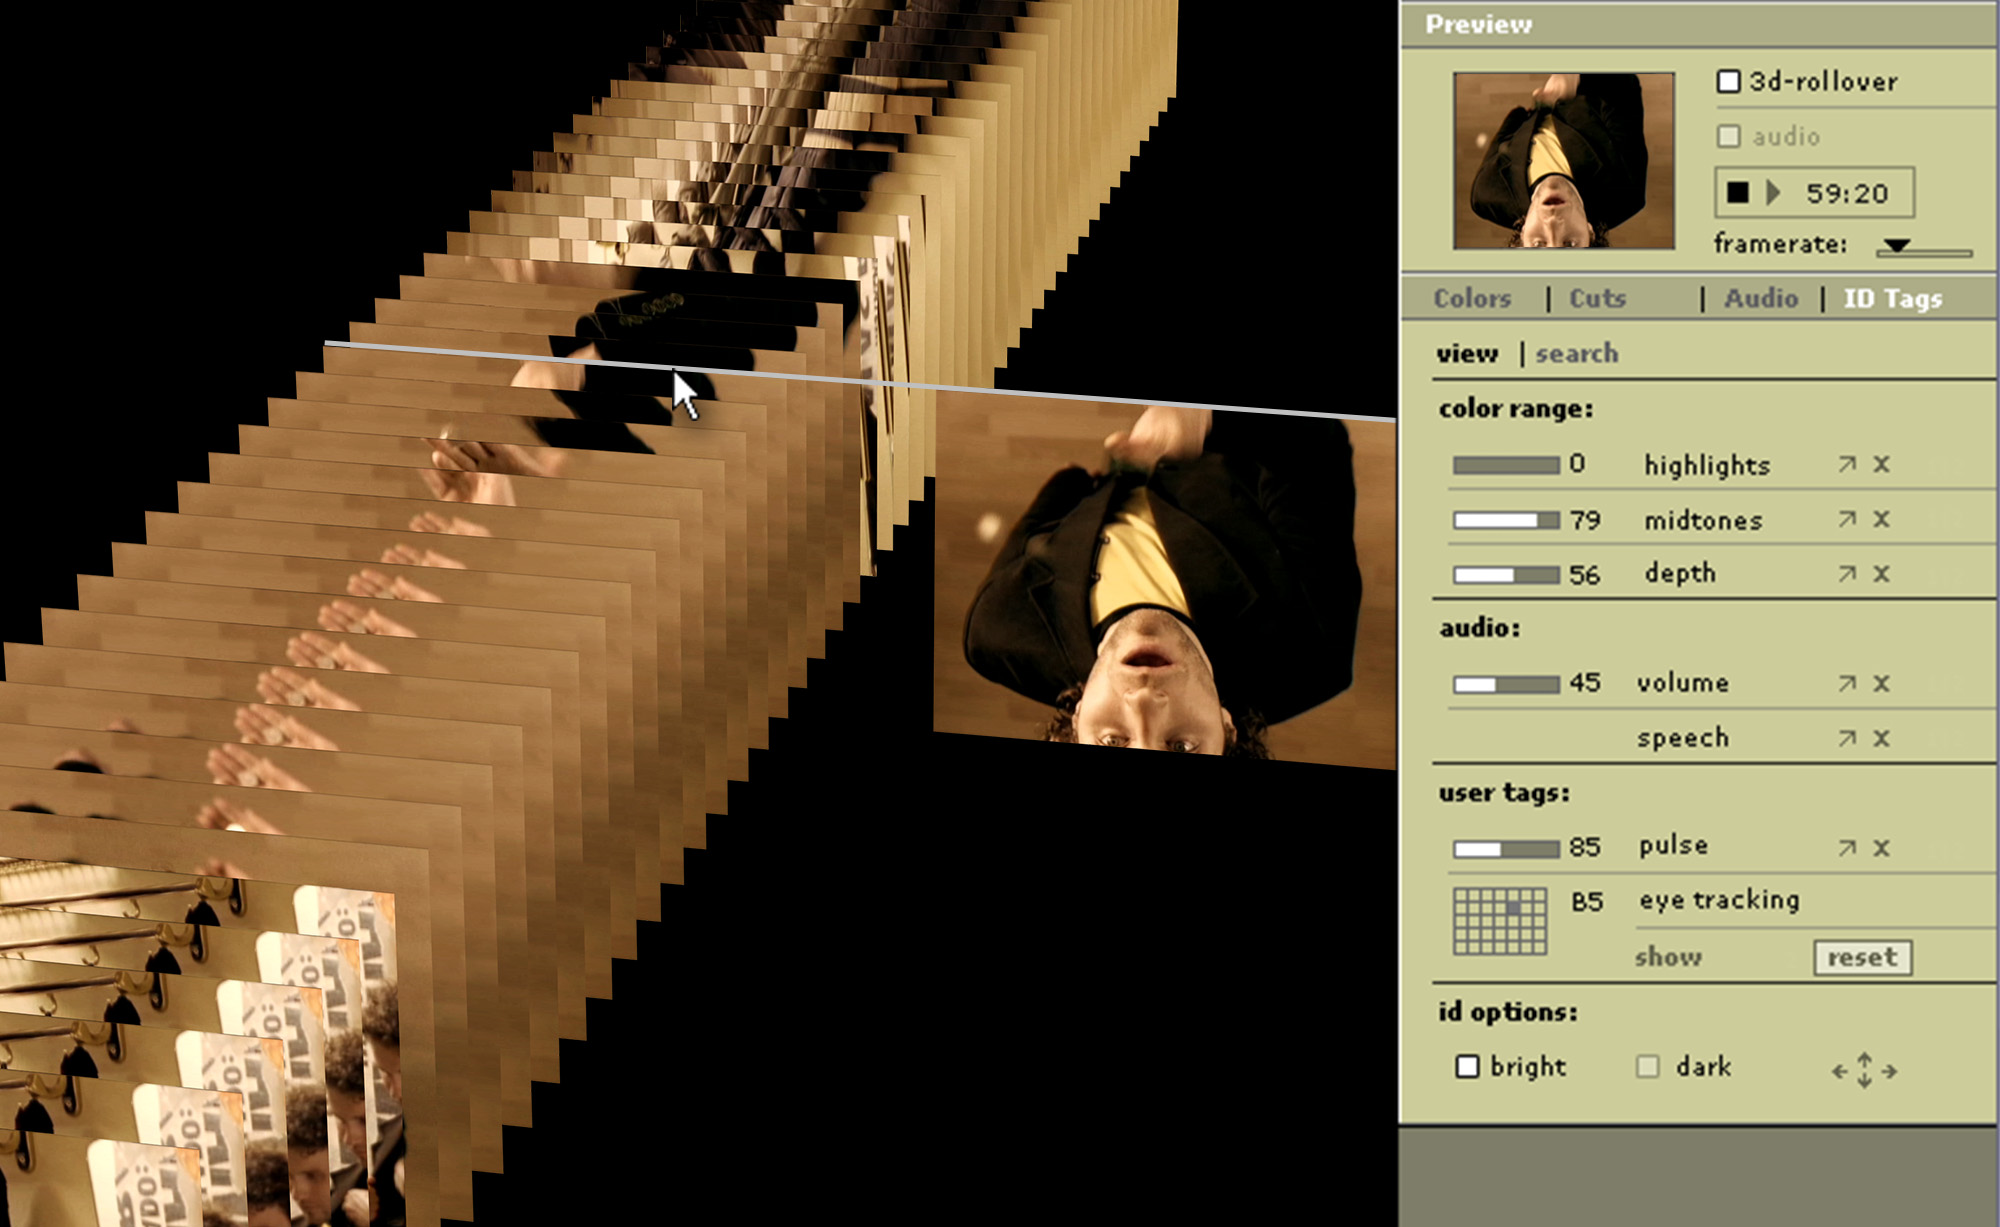 Preview
3d-rollover
audio
59:20
framerate:
Colors | Cuts | Audio | ID Tags
view | search
color range:
0 highlights X
79 midtones X
56 depth X
audio:
45 volume X
speech X
user tags:
85 pulse X
B5 eye tracking
show reset
id options:
bright dark